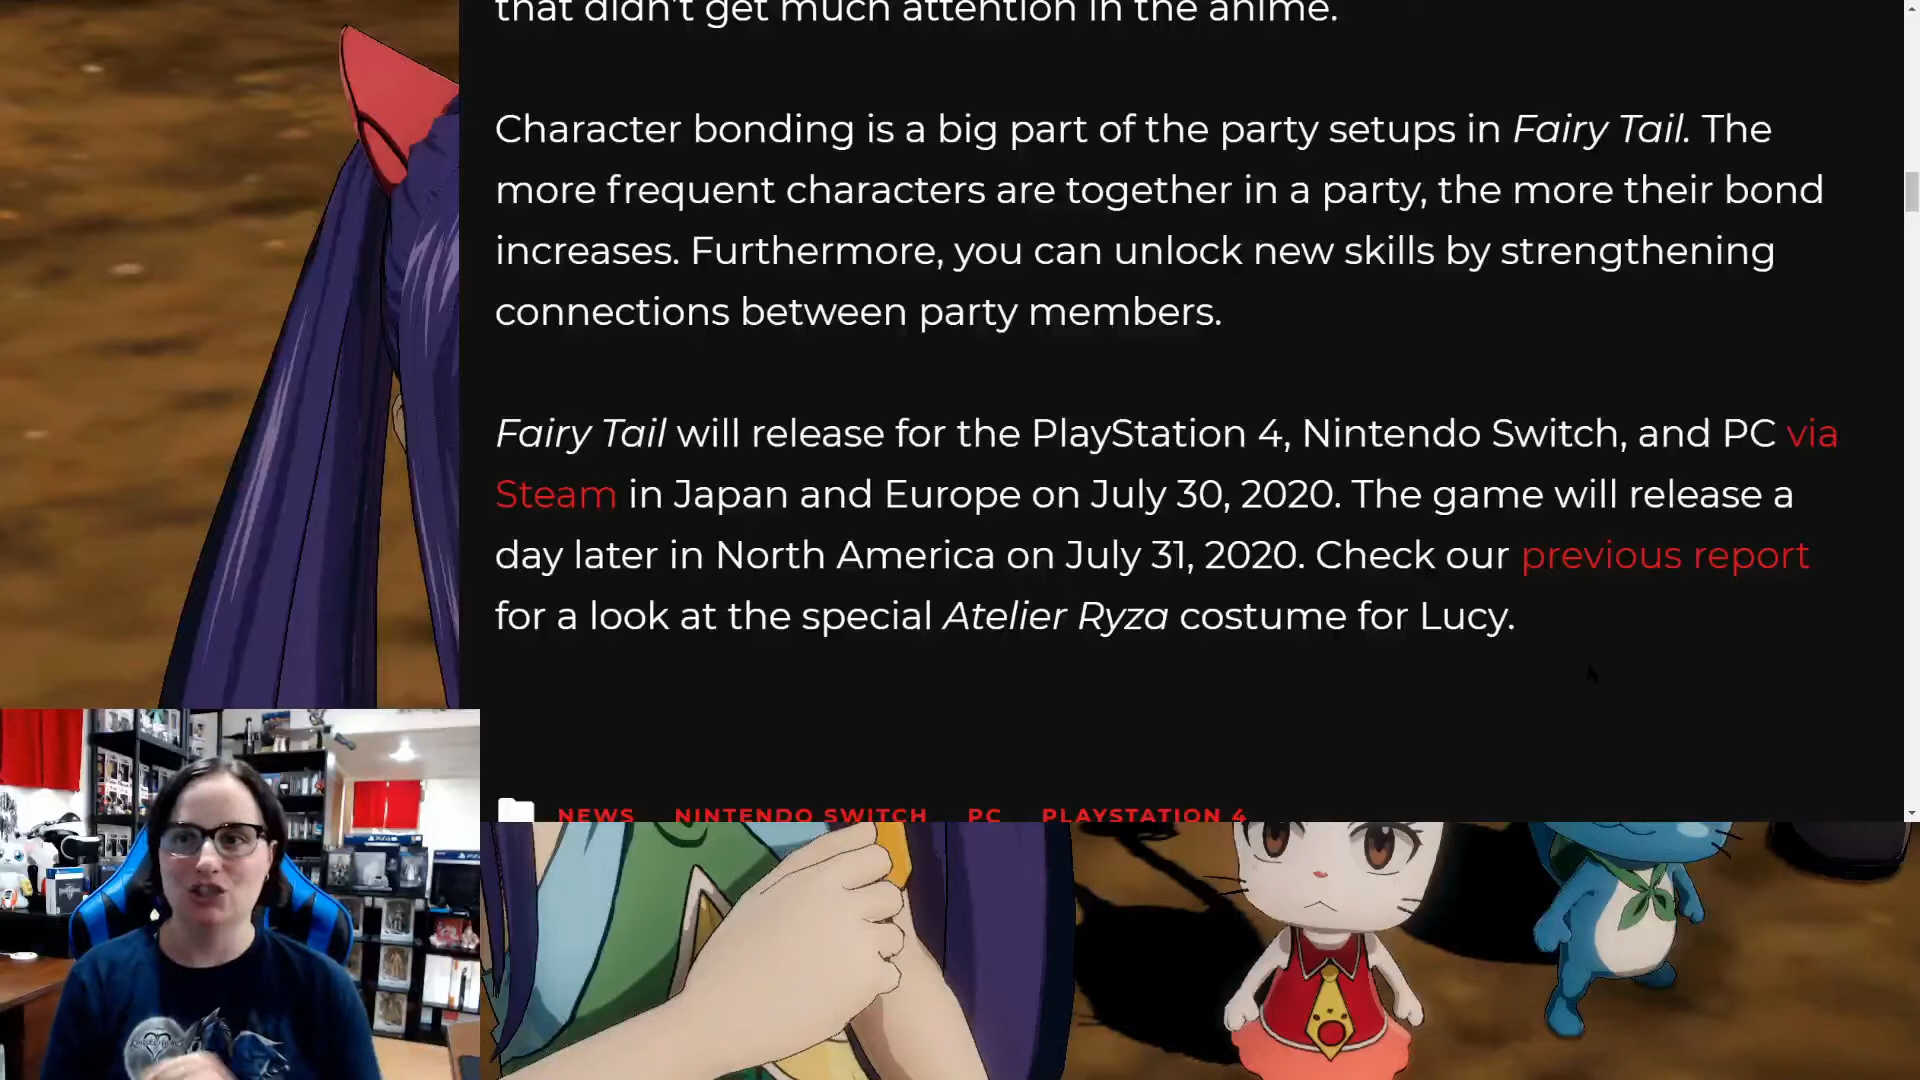 that didn't get much attention in the anime.
Character bonding is a big part of the party setups in Fairy Tail. The
more frequent characters are together in a party, the more their bond
increases. Furthermore, you can unlock new skills by strengthening
connections between party members.
Fairy Tail will release for the PlayStation 4, Nintendo Switch, and PC via
Steam in Japan and Europe on July 30, 2020. The game will release a
day later in North America on July 31, 2020. Check our previous report
for a look at the special Atelier Ryza costume for Lucy.
NEWS NINTENDO SWITCH PC PLAYSTATION 4